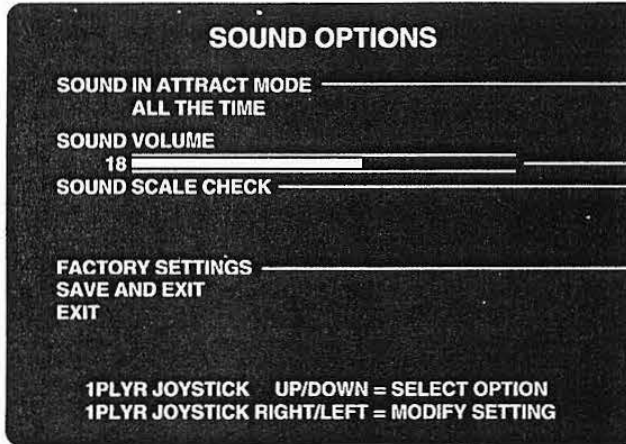 SOUND OPTIONS
SOUND IN ATTRACT MODE
ALL THE TIME
SOUND VOLUME
18
SOUND SCALE CHECK
FACTORY SETTINGS
SAVE AND EXIT
EXIT
1PLYR JOYSTICK UP/DOWN = SELECT OPTION
1PLYR JOYSTICK RIGHT/LEFT = MODIFY SETTING